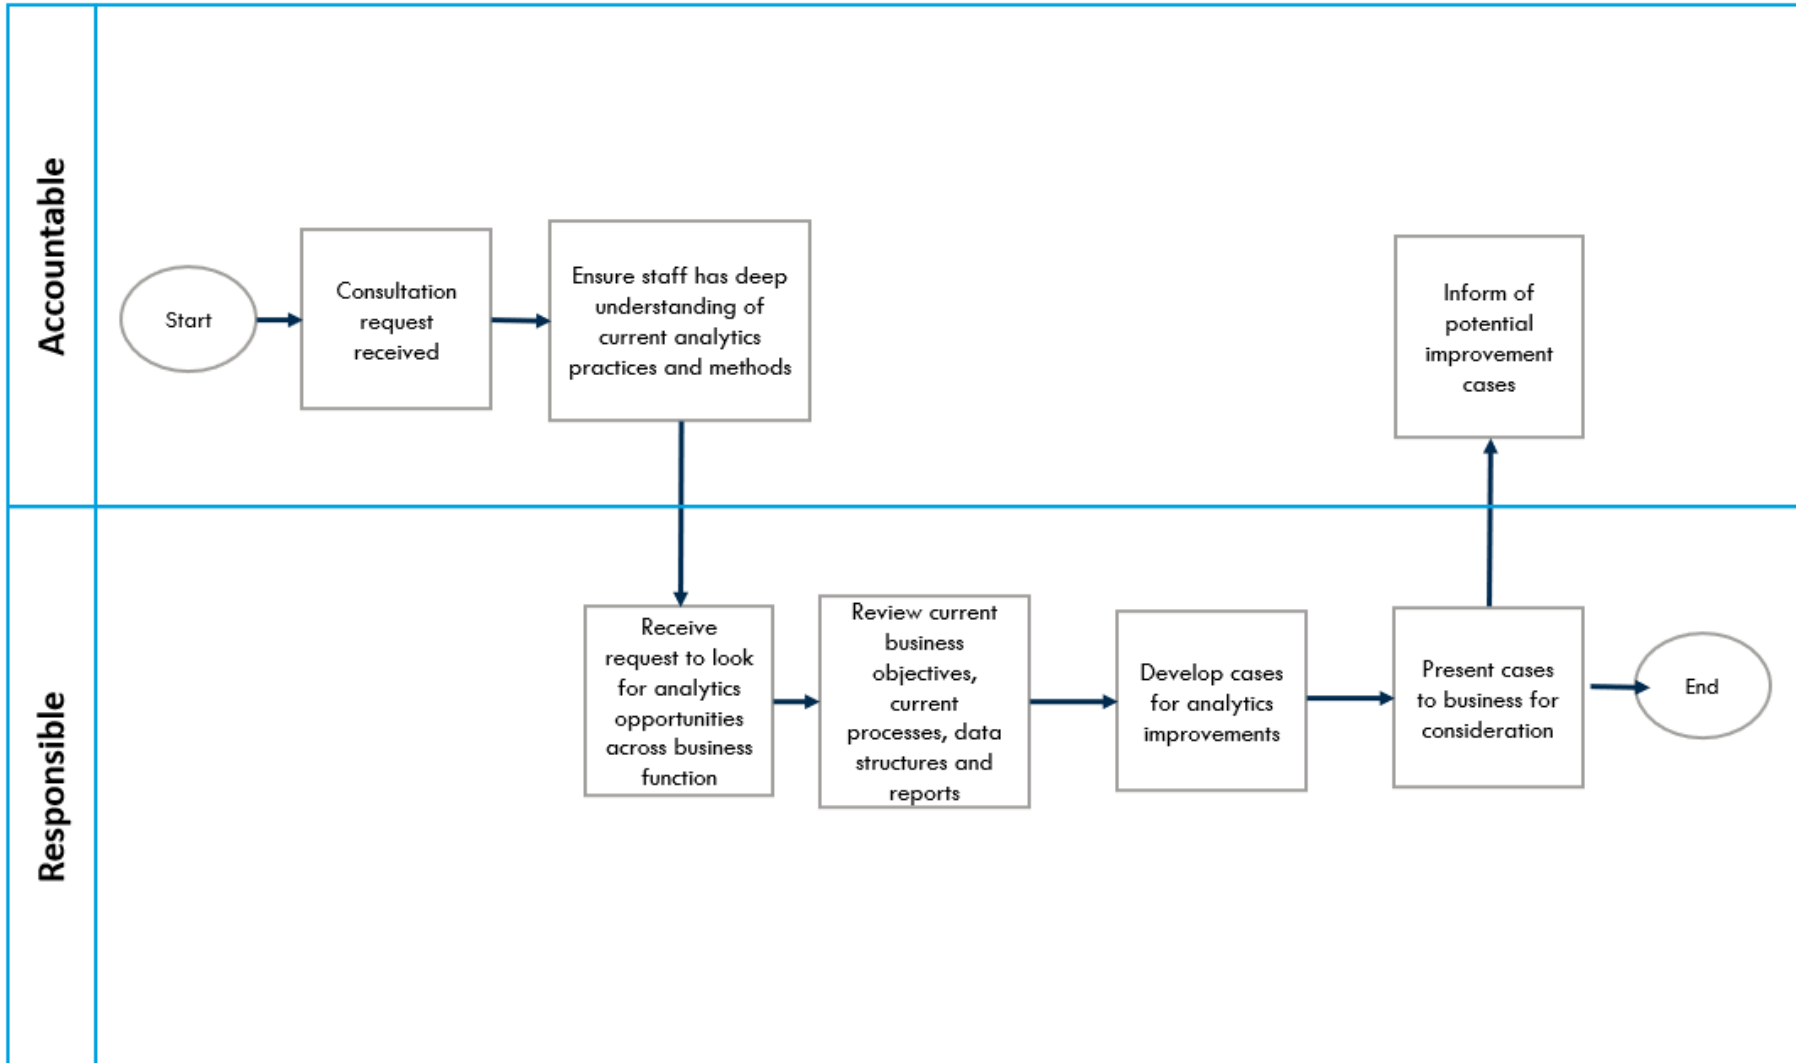 Accountable
Start
Consultation
request
received
Ensure staff has deep
understanding of
current analytics
practices and methods
Inform of
potential
improvement
cases
Responsible
Receive
request to look
for analytics
opportunities
across business
function
Review current
business
objectives,
current
processes, data
structures and
reports
Develop cases
for analytics
improvements
Present cases
to business for
consideration
End